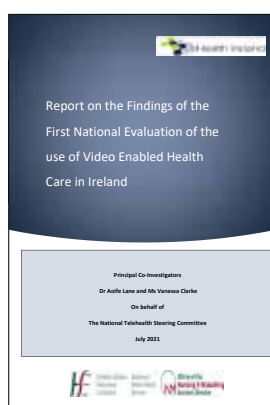 eHealth Ireland
Report on the Findings of the
First National Evaluation of the
use of Video Enabled Health
Care in Ireland
Principal Co-Investigators
Dr Aoife Lane and Ms Vanessa Clarke
On behalf of
The National Telehealth Steering Committee
July 2021